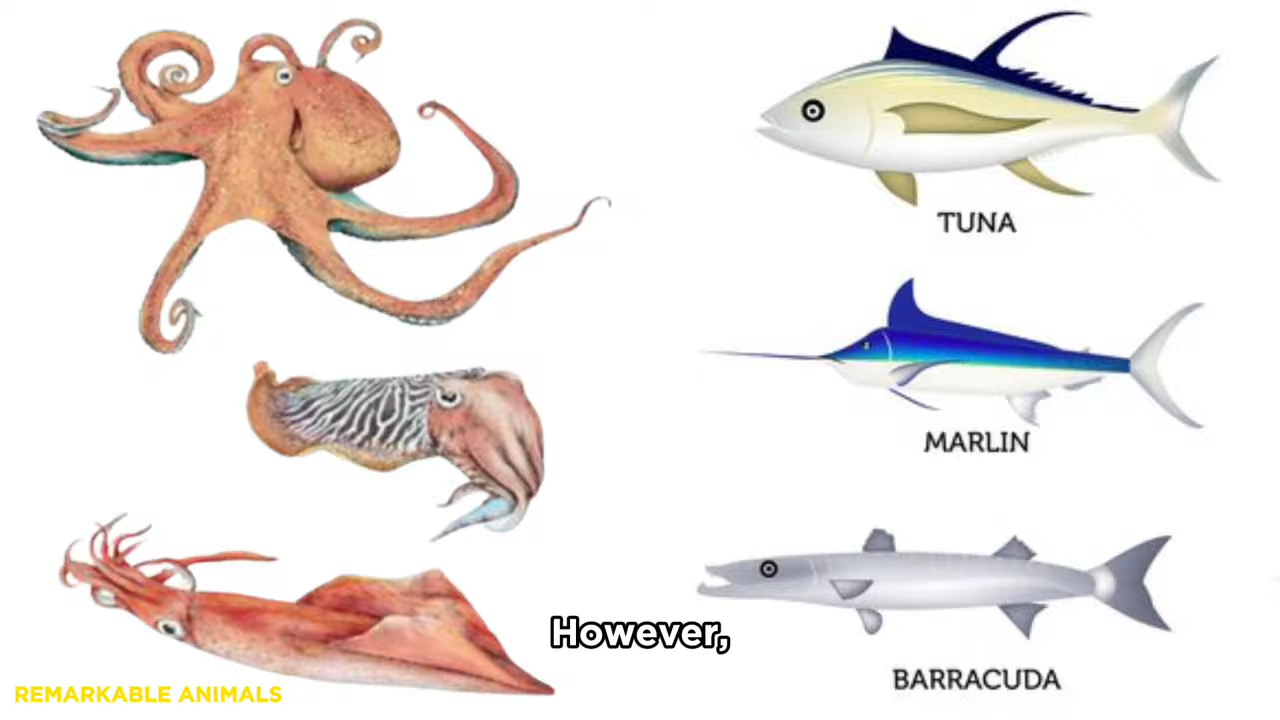 TUNA
MARLIN
However,
BARRACUDA
REMARKABLE ANIMALS